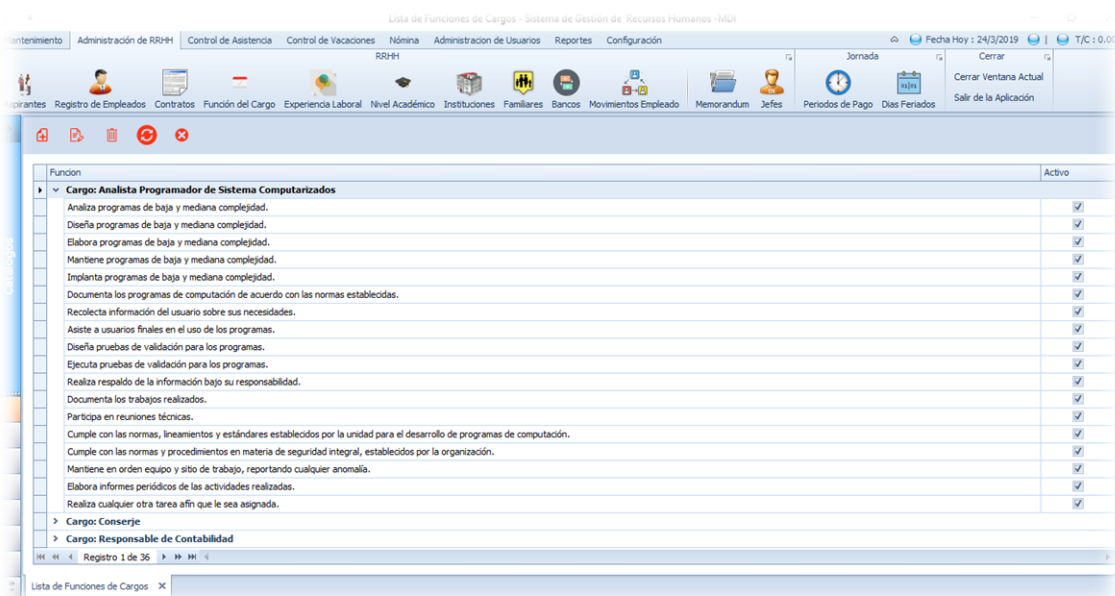 Lista de Funciones de Cargos - Sistema de Gestión de Recursos Humanos -MDI
Mantenimiento Administración de RRHH Control de Asistencia Control de Vacaciones Nómina Administracion de Usuarios Reportes Configuración Fecha Hoy : 24/3/2019 | T/C : 0.00
RRHH Jornada Cerrar
Aspirantes Registro de Empleados Contratos Función del Cargo Experiencia Laboral Nivel Académico Instituciones Familiares Bancos Movimientos Empleado Memorandum Jefes Periodos de Pago Dias Feriados
Cerrar Ventana Actual
Salir de la Aplicación
Catálogos
Funcion Activo
Cargo: Analista Programador de Sistema Computarizados
Analiza programas de baja y mediana complejidad.
Diseña programas de baja y mediana complejidad.
Elabora programas de baja y mediana complejidad.
Mantiene programas de baja y mediana complejidad.
Implanta programas de baja y mediana complejidad.
Documenta los programas de computación de acuerdo con las normas establecidas.
Recolecta información del usuario sobre sus necesidades.
Asiste a usuarios finales en el uso de los programas.
Diseña pruebas de validación para los programas.
Ejecuta pruebas de validación para los programas.
Realiza respaldo de la información bajo su responsabilidad.
Documenta los trabajos realizados.
Participa en reuniones técnicas.
Cumple con las normas, lineamientos y estándares establecidos por la unidad para el desarrollo de programas de computación.
Cumple con las normas y procedimientos en materia de seguridad integral, establecidos por la organización.
Mantiene en orden equipo y sitio de trabajo, reportando cualquier anomalía.
Elabora informes periódicos de las actividades realizadas.
Realiza cualquier otra tarea afín que le sea asignada.
Cargo: Conserje
Cargo: Responsable de Contabilidad
Registro 1 de 36
Lista de Funciones de Cargos